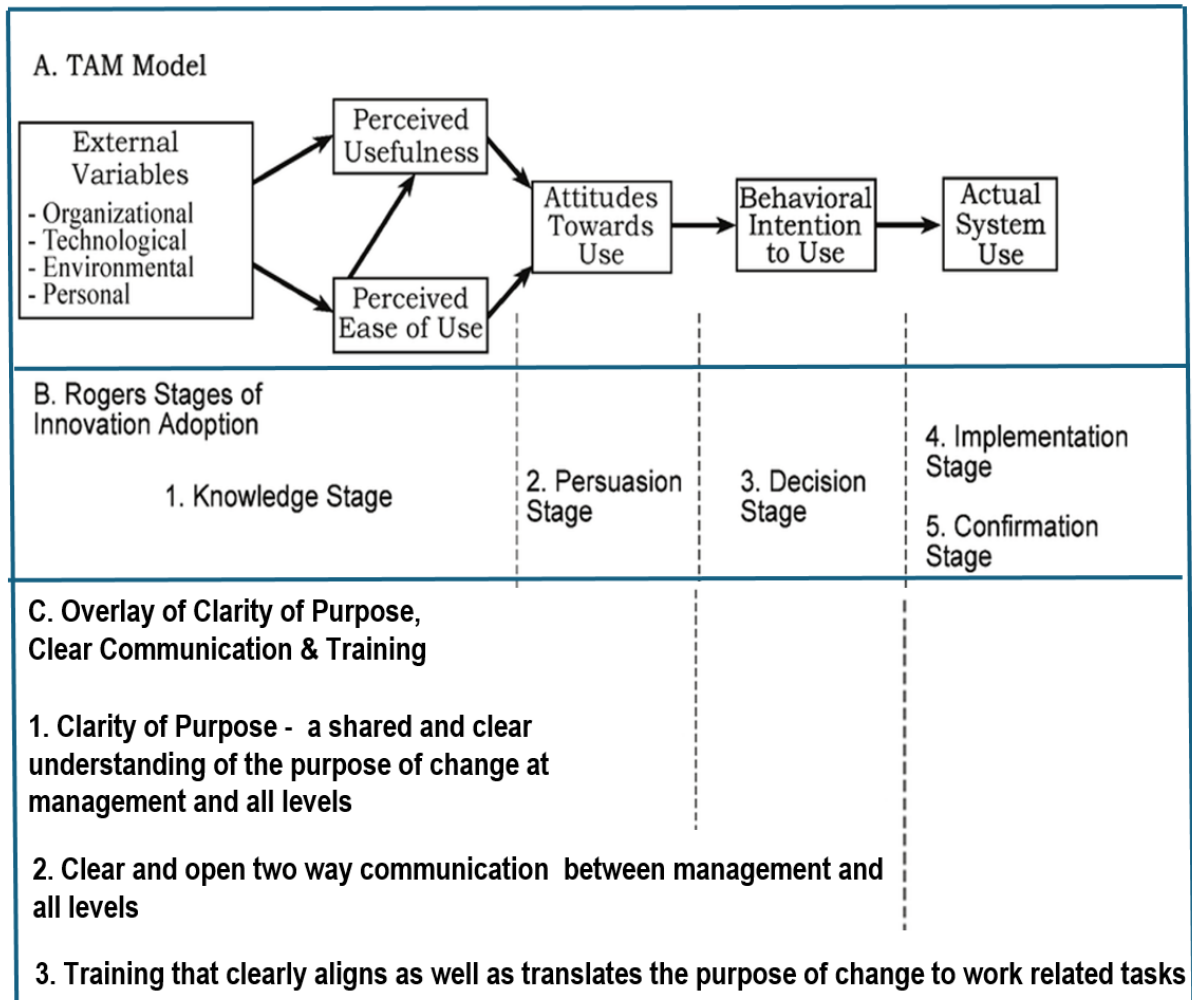 A. TAM Model
External
Variables
- Organizational
- Technological
- Environmental
- Personal
Perceived
Usefulness
Perceived
Ease of Use
Attitudes
Towards
Use
Behavioral
Intention
to Use
Actual
System
Use
B. Rogers Stages of
Innovation Adoption
1. Knowledge Stage
2. Persuasion
Stage
3. Decision
Stage
4. Implementation
Stage
5. Confirmation
Stage
C. Overlay of Clarity of Purpose,
Clear Communication & Training
1. Clarity of Purpose - a shared and clear
understanding of the purpose of change at
management and all levels
2. Clear and open two way communication between management and
all levels
3. Training that clearly aligns as well as translates the purpose of change to work related tasks